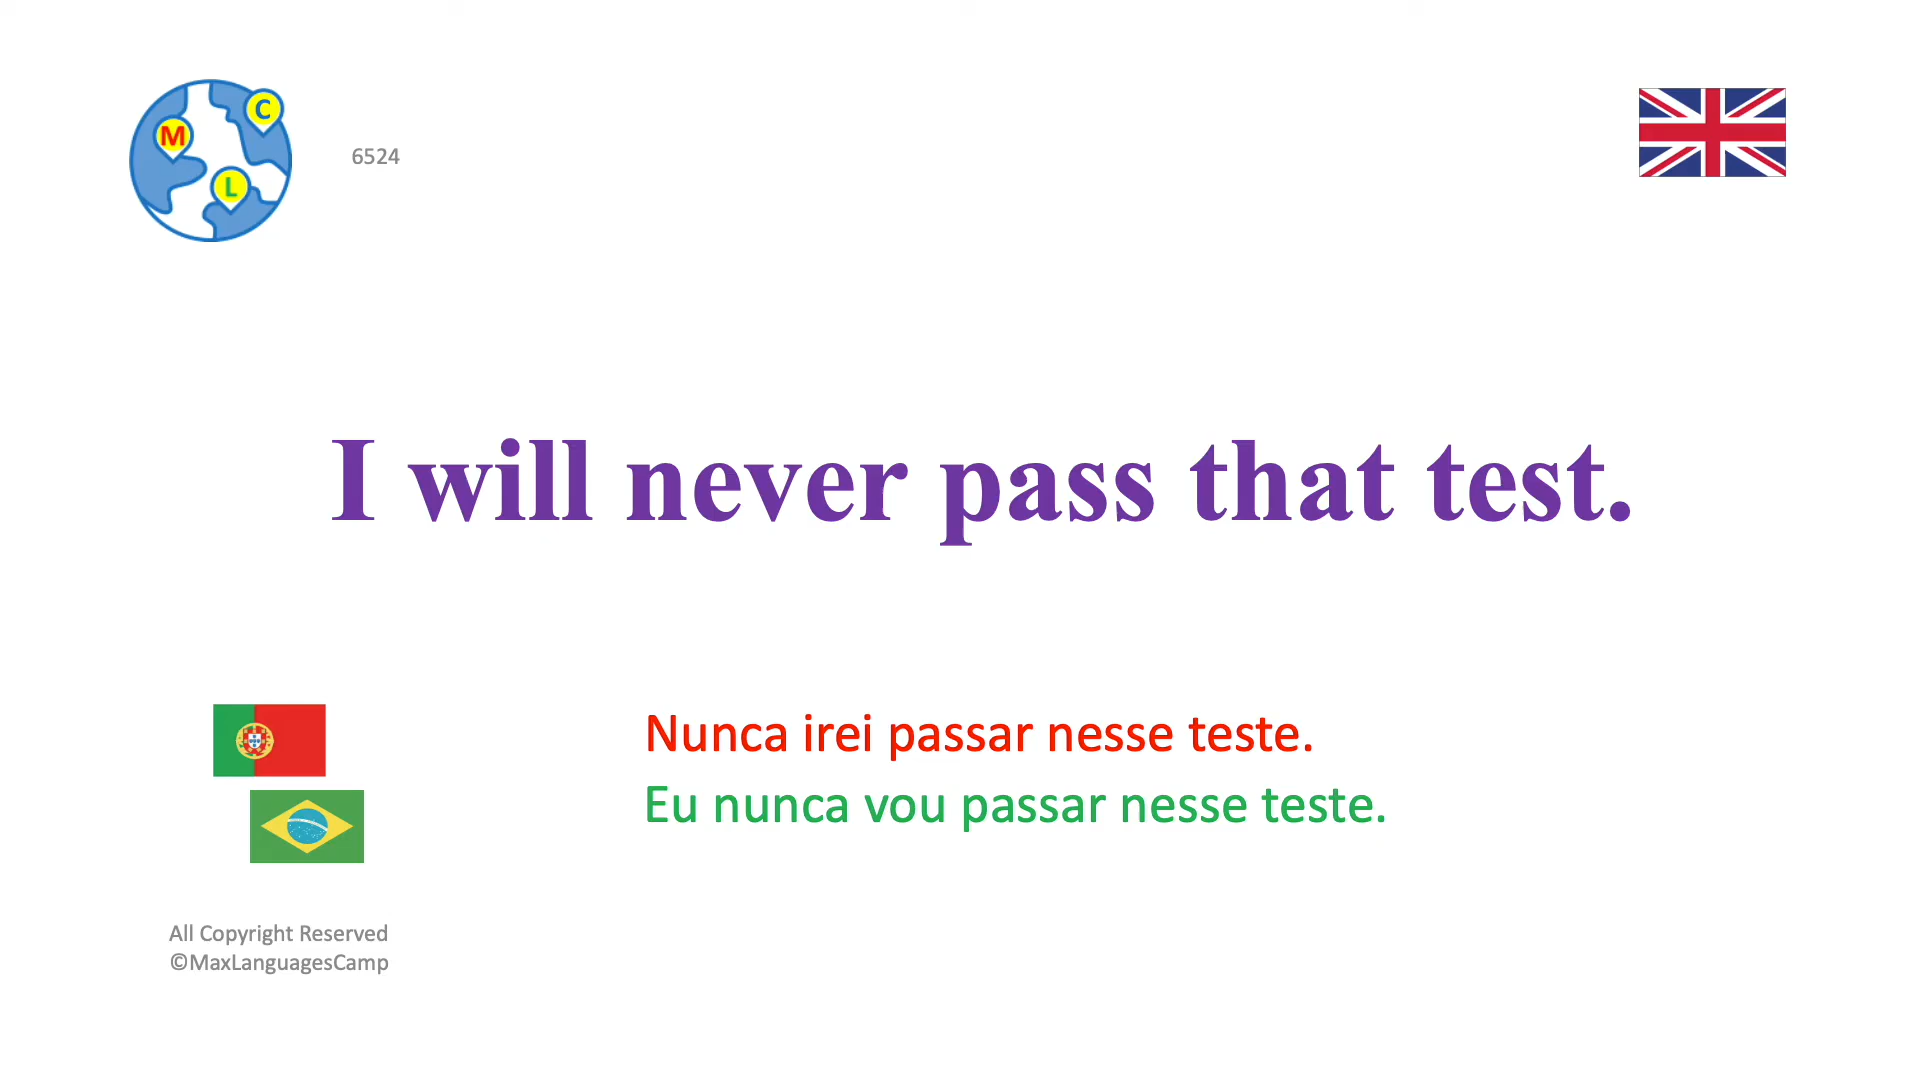 M
C
L
6524
I will never pass that test.
Nunca irei passar nesse teste.
Eu nunca vou passar nesse teste.
All Copyright Reserved
©MaxLanguagesCamp